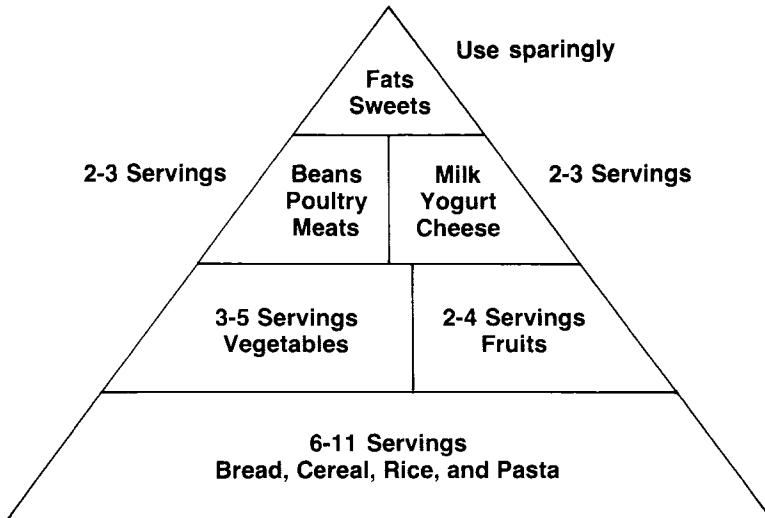 Use sparingly
Fats
Sweets
2-3 Servings
Beans
Poultry
Meats
Milk
Yogurt
Cheese
2-3 Servings
3-5 Servings
Vegetables
2-4 Servings
Fruits
6-11 Servings
Bread, Cereal, Rice, and Pasta